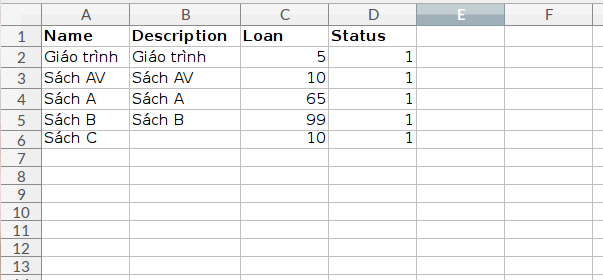 A B C D E F
1 Name Description Loan Status
2 Giáo trình Giáo trình 5 1
3 Sách AV Sách AV 10 1
4 Sách A Sách A 65 1
5 Sách B Sách B 99 1
6 Sách C 10 1
7
8
9
10
11
12
13